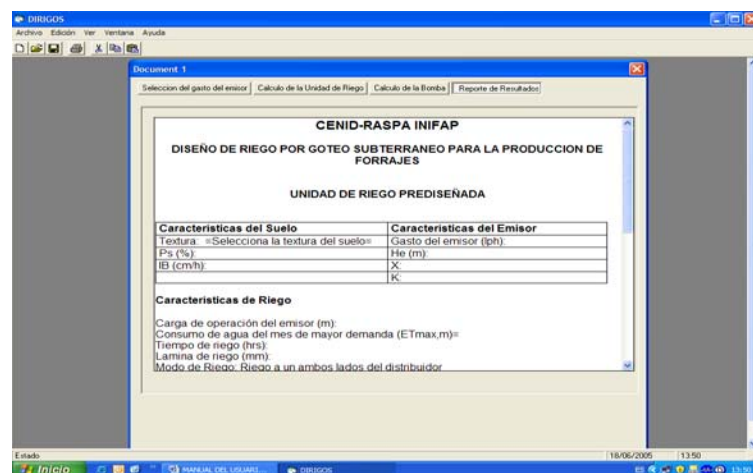 DIRIGOS
Archivo Edición Ver Ventana Ayuda
Document 1
Seleccion del gasto del emisor Calculo de la Unidad de Riego Calculo de la Bomba Reporte de Resultados
CENID-RASPA INIFAP
DISEÑO DE RIEGO POR GOTEO SUBTERRANEO PARA LA PRODUCCION DE
FORRAJES
UNIDAD DE RIEGO PREDISEÑADA
Caracteristicas del Suelo Caracteristicas del Emisor
Textura: =Selecciona la textura del suelo= Gasto del emisor (lph):
Ps (%): He (m):
IB (cm/h): X:
K:
Caracteristicas de Riego
Carga de operación del emisor (m):
Consumo de agua del mes de mayor demanda (ETmax,m)=
Tiempo de riego (hrs):
Lamina de riego (mm):
Modo de Riego: Riego a un ambos lados del distribuidor
Estado 18/06/2005 13:50
Inicio MANUAL DEL USUARI... DIRIGOS ES 13:50